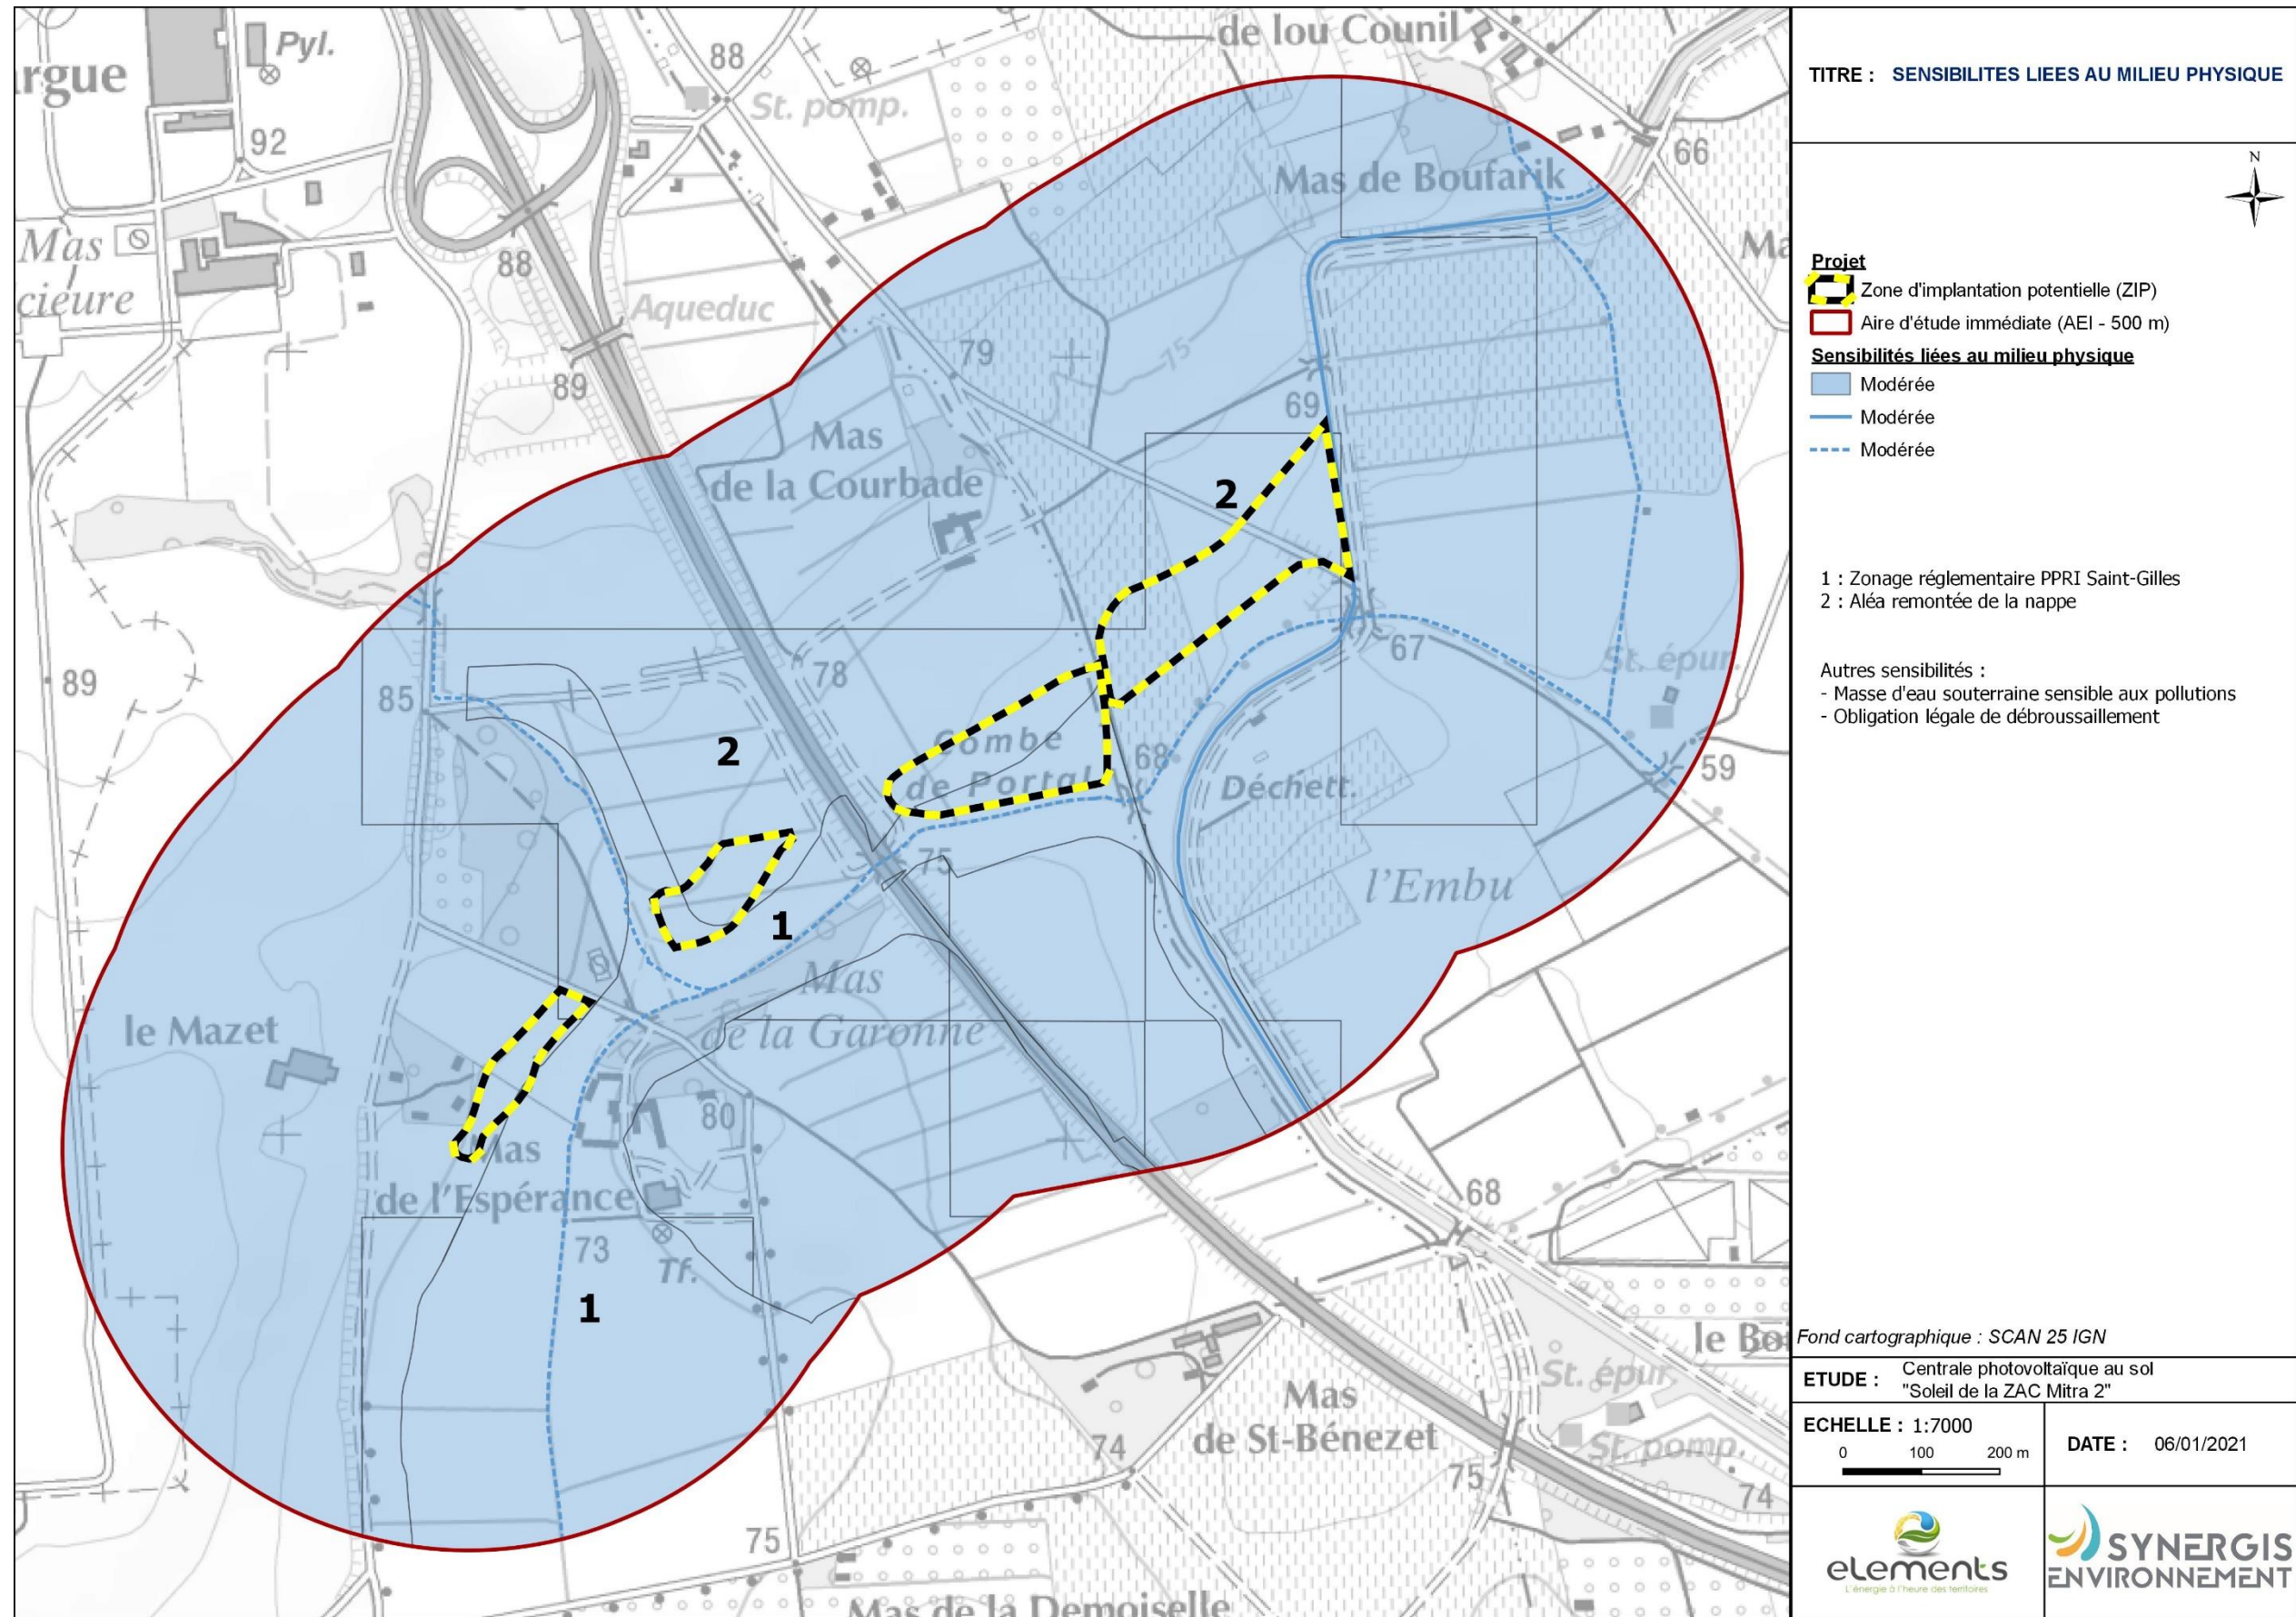 rgue
Pyl.
92
88
St. pomp.
de lou Counil
66
Mas
cieure
88
Aqueduc
89
Mas de Boufarik
Ma
75
79
69
Mas
de la Courbade
2
89
85
78
2
67
St. épur.
59
Combe
de Portal
68
Déchett.
75
1
l'Embu
Mas
de la Garonne
le Mazet
80
Mas
de l'Espérance
73
Tf.
1
68
le Boi
St. épur.
St. pomp.
Mas
de St-Bénezet
74
75
74
75
Mas de la Demoiselle
TITRE : SENSIBILITES LIEES AU MILIEU PHYSIQUE
N
Projet
Zone d'implantation potentielle (ZIP)
Aire d'étude immédiate (AEI - 500 m)
Sensibilités liées au milieu physique
Modérée
Modérée
Modérée
1 : Zonage réglementaire PPRI Saint-Gilles
2 : Aléa remontée de la nappe
Autres sensibilités :
- Masse d'eau souterraine sensible aux pollutions
- Obligation légale de débroussaillement
Fond cartographique : SCAN 25 IGN
ETUDE : Centrale photovoltaïque au sol
"Soleil de la ZAC Mitra 2"
ECHELLE : 1:7000
0 100 200 m
DATE : 06/01/2021
elements
L'énergie à l'heure des territoires
SYNERGIS
ENVIRONNEMENT